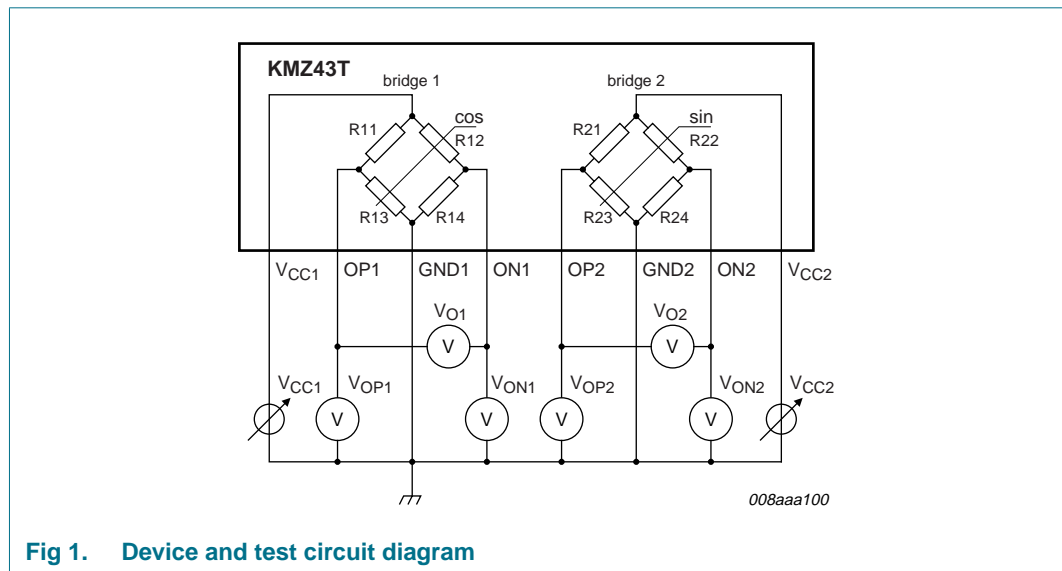 KMZ43T
bridge 1
bridge 2
cos
sin
R11
R12
R21
R22
R13
R14
R23
R24
VCC1
OP1
GND1
ON1
OP2
GND2
ON2
VCC2
VO1
VO2
V
V
VCC1
VOP1
VON1
VOP2
VON2
VCC2
V
V
V
V
008aaa100
Fig 1. Device and test circuit diagram